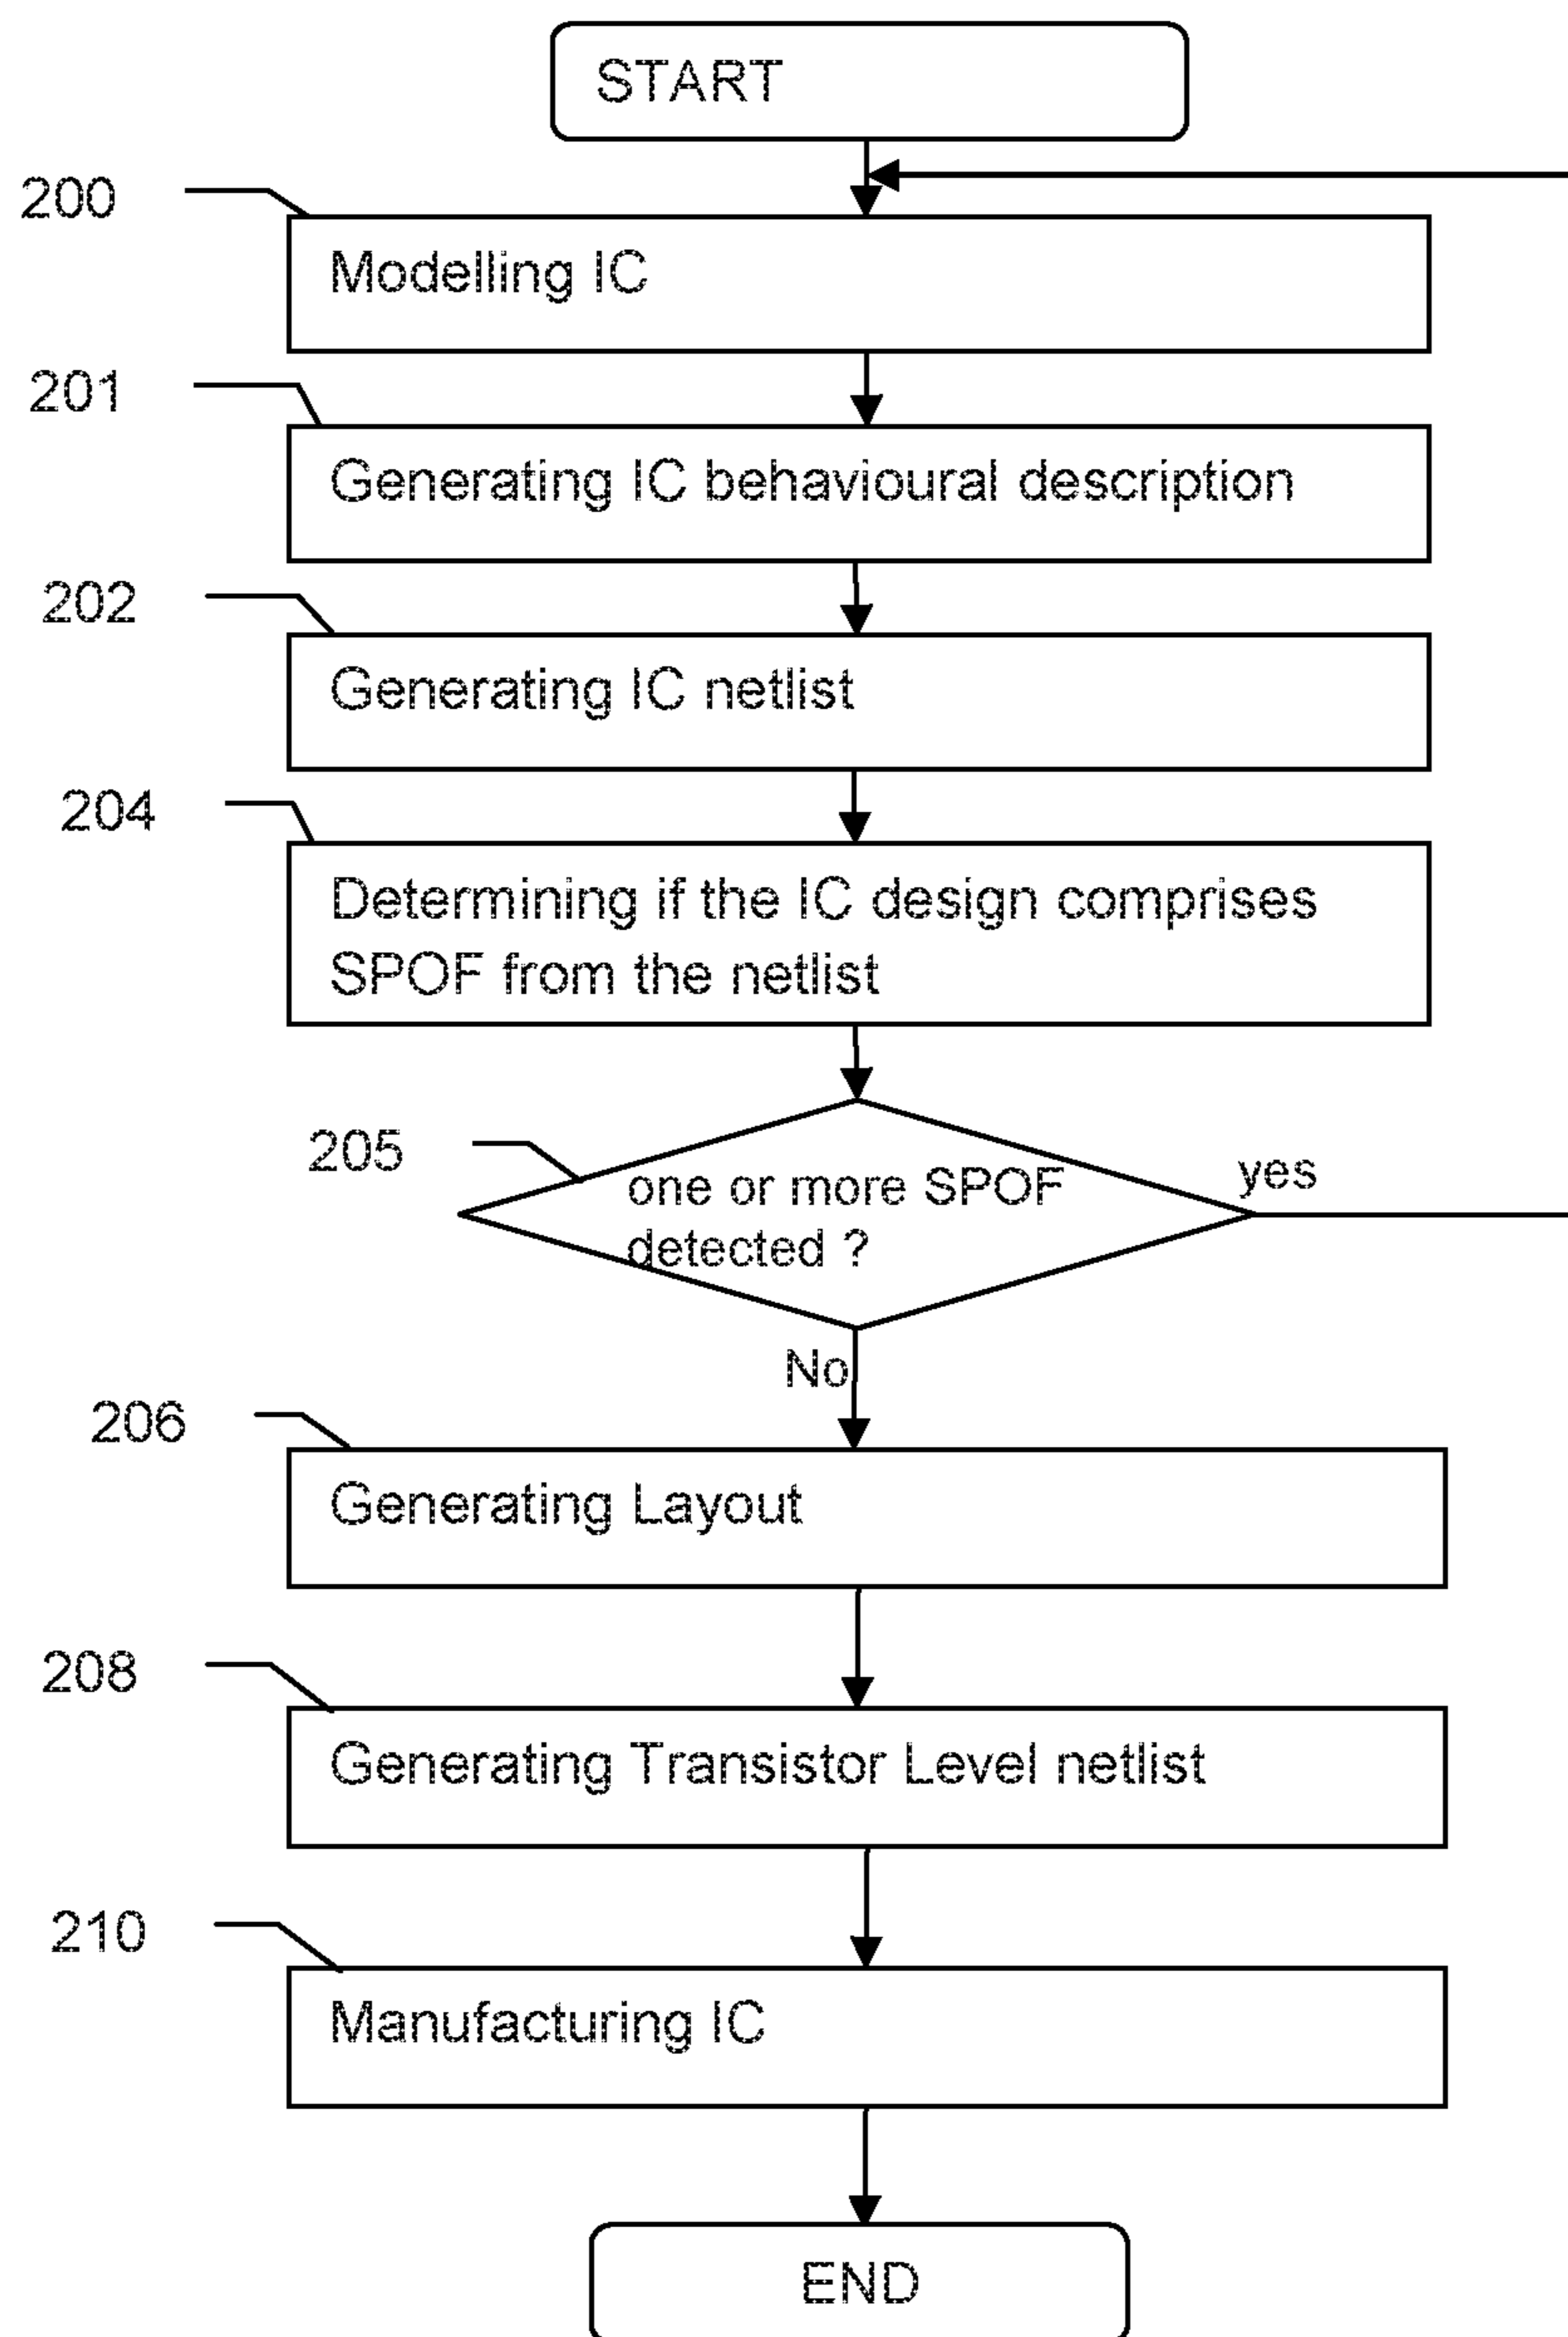 START
200
Modelling IC
201
Generating IC behavioural description
202
Generating IC netlist
204
Determining if the IC design comprises
SPOF from the netlist
205
one or more SPOF
detected ?
yes
No
206
Generating Layout
208
Generating Transistor Level netlist
210
Manufacturing IC
END